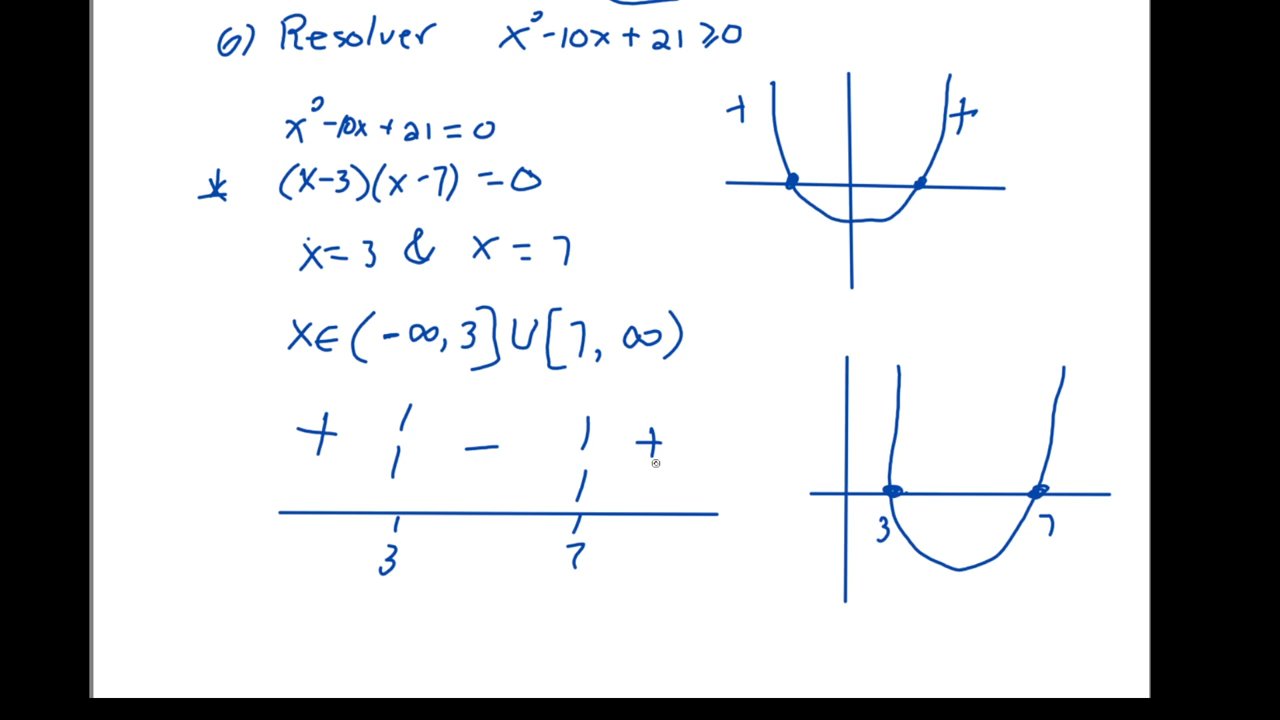 6) Resolver x²-10x+21≥0
x²-10x+21=0
* (x-3)(x-7)=0
x=3 & x=7
x∈(-∞,3]∪[7,∞)
+ - +
3 7
+ +
3 7